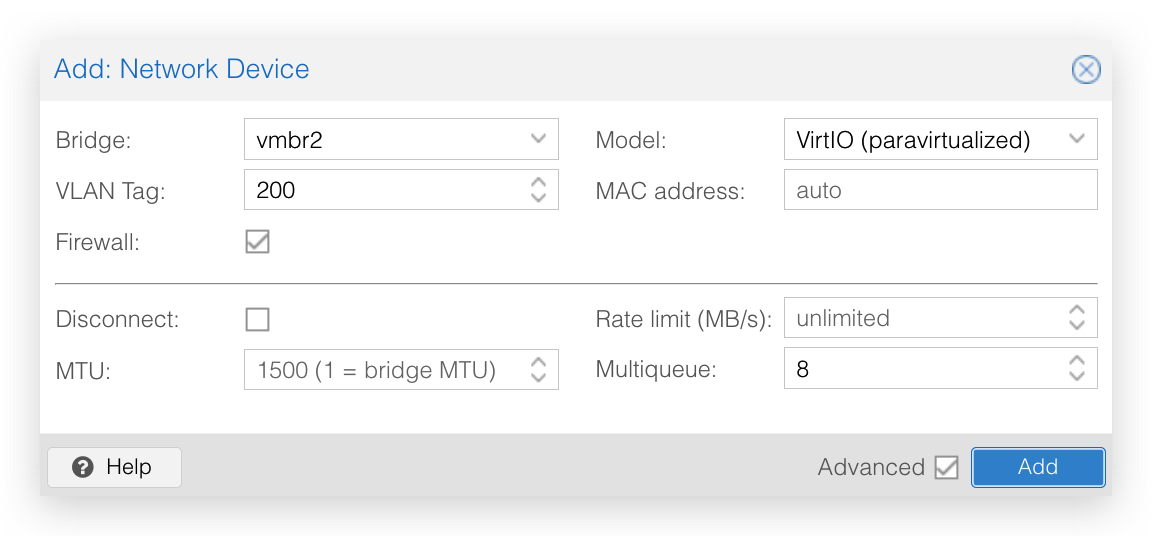 Add: Network Device
Bridge: vmbr2 Model: VirtIO (paravirtualized)
VLAN Tag: 200 MAC address: auto
Firewall:
Disconnect: Rate limit (MB/s): unlimited
MTU: 1500 (1 = bridge MTU) Multiqueue: 8
Help Advanced Add